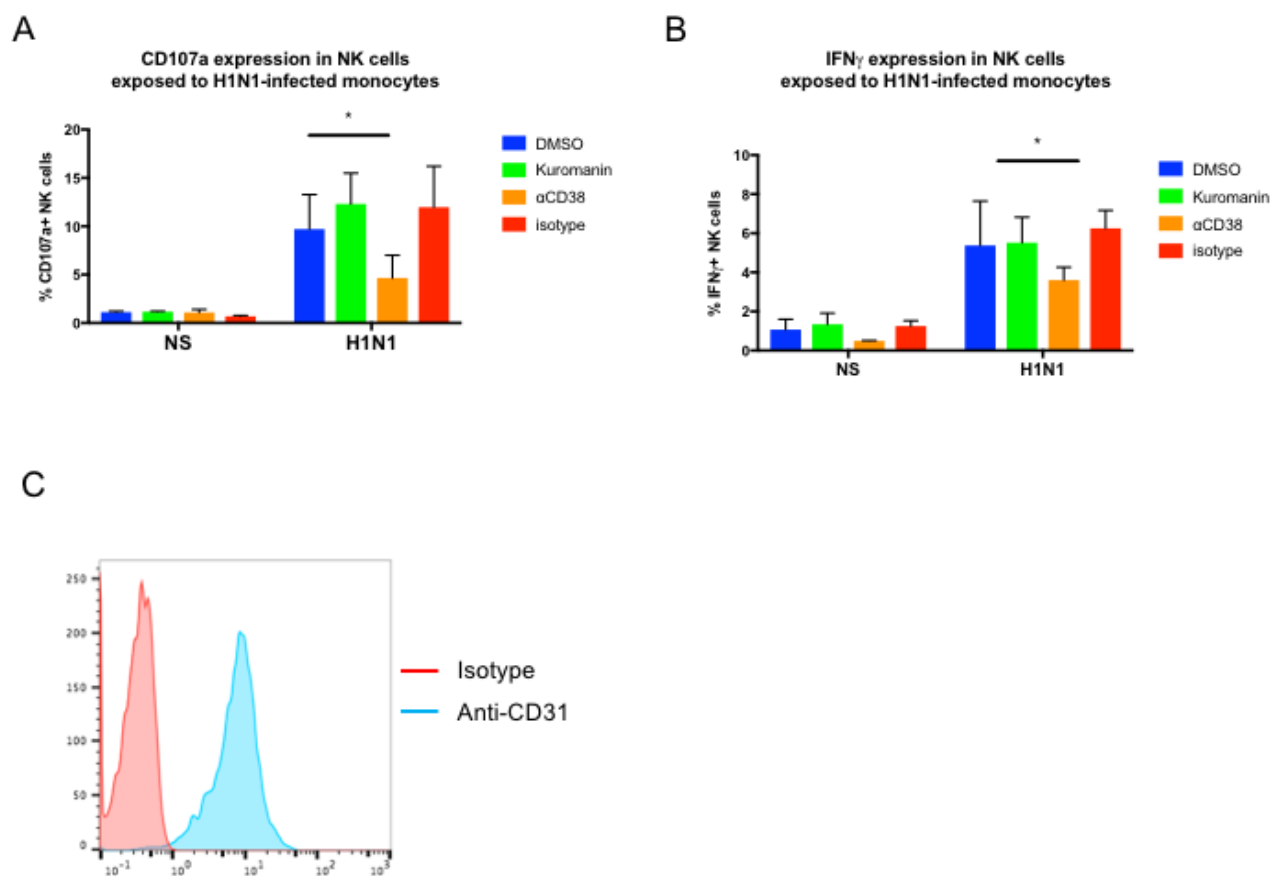 A
CD107a expression in NK cells
exposed to H1N1-infected monocytes
% CD107a+ NK cells
20
15
10
5
0
*
NS
H1N1
DMSO
Kuromanin
αCD38
isotype
B
IFNγ expression in NK cells
exposed to H1N1-infected monocytes
% IFNγ+ NK cells
10
8
6
4
2
0
*
NS
H1N1
DMSO
Kuromanin
αCD38
isotype
C
250
200
150
100
50
0
10⁻¹
10⁰
10¹
10²
10³
Isotype
Anti-CD31